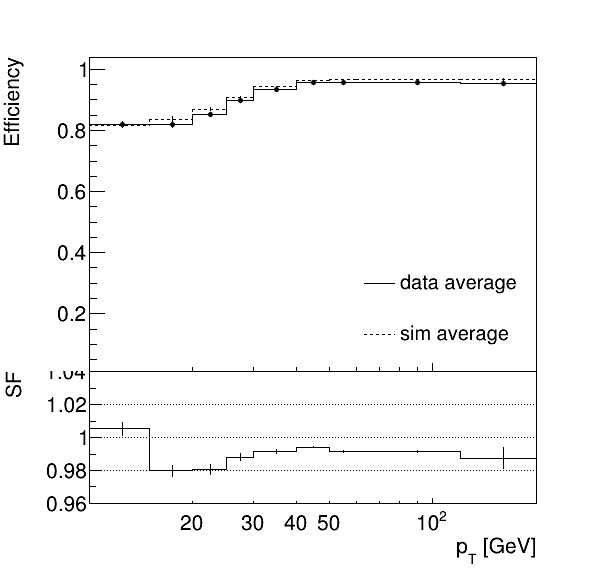 Efficiency
1
0.8
0.6
0.4
0.2
data average
sim average
SF
1.04
1.02
1
0.98
0.96
20 30 40 50 10²
p_T [GeV]